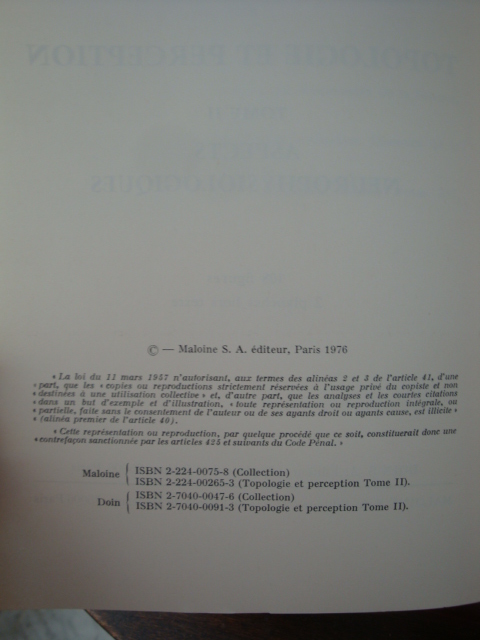 © — Maloine S. A. éditeur, Paris 1976
« La loi du 11 mars 1957 n'autorisant, aux termes des alinéas 2 et 3 de l'article 41, d'une
« part, que les « copies ou reproductions strictement réservées à l'usage privé du copiste et non
« destinées à une utilisation collective » et, d'autre part, que les analyses et les courtes citations
« dans un but d'exemple et d'illustration, « toute représentation ou reproduction intégrale, ou
« partielle, faite sans le consentement de l'auteur ou de ses ayants droit ou ayants cause, est illicite »
« (alinéa premier de l'article 40).
« Cette représentation ou reproduction, par quelque procédé que ce soit, constituerait donc une
« contrefaçon sanctionnée par les articles 425 et suivants du Code Pénal. »
Maloine
ISBN 2-224-0075-8 (Collection)
ISBN 2-224-00265-3 (Topologie et perception Tome II).
Doin
ISBN 2-7040-0047-6 (Collection)
ISBN 2-7040-0091-3 (Topologie et perception Tome II).